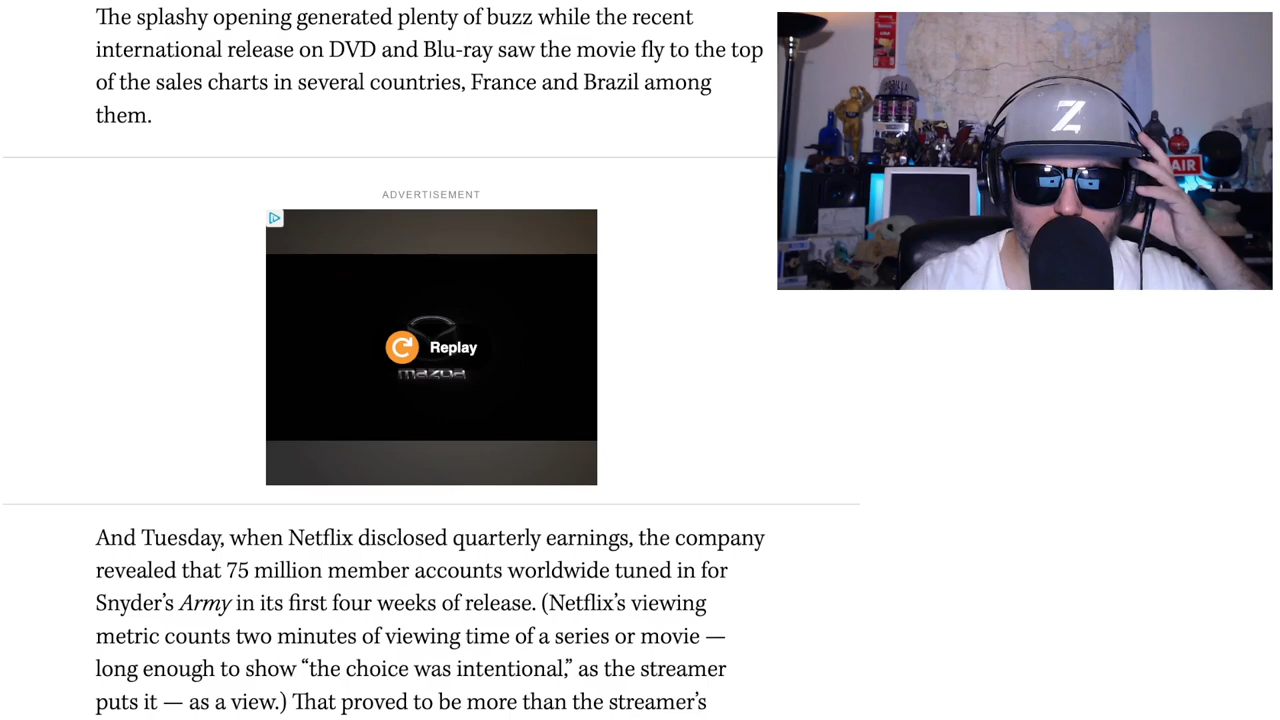 The splashy opening generated plenty of buzz while the recent
international release on DVD and Blu-ray saw the movie fly to the top
of the sales charts in several countries, France and Brazil among
them.
ADVERTISEMENT
Replay
mazda
And Tuesday, when Netflix disclosed quarterly earnings, the company
revealed that 75 million member accounts worldwide tuned in for
Snyder’s Army in its first four weeks of release. (Netflix’s viewing
metric counts two minutes of viewing time of a series or movie —
long enough to show “the choice was intentional,” as the streamer
puts it — as a view.) That proved to be more than the streamer’s
Z
AIR